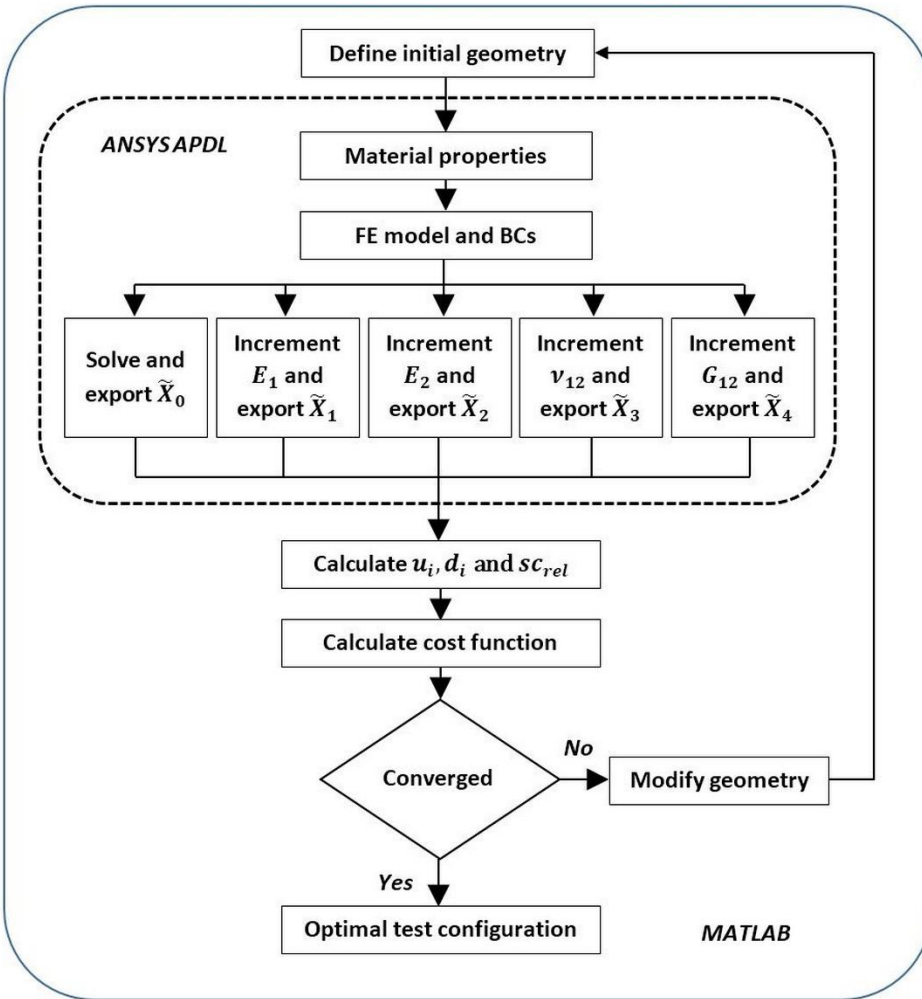 Define initial geometry
ANSYS APDL
Material properties
FE model and BCs
Solve and
export X̃₀
Increment
E₁ and
export X̃₁
Increment
E₂ and
export X̃₂
Increment
ν₁₂ and
export X̃₃
Increment
G₁₂ and
export X̃₄
Calculate uᵢ, dᵢ and sc_rel
Calculate cost function
Converged
No
Modify geometry
Yes
Optimal test configuration
MATLAB